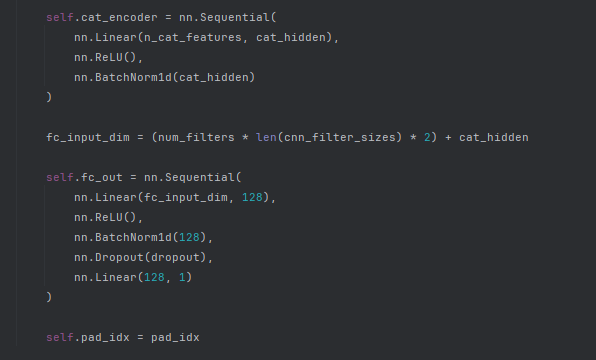 self.cat_encoder = nn.Sequential(
    nn.Linear(n_cat_features, cat_hidden),
    nn.ReLU(),
    nn.BatchNorm1d(cat_hidden)
)

fc_input_dim = (num_filters * len(cnn_filter_sizes) * 2) + cat_hidden

self.fc_out = nn.Sequential(
    nn.Linear(fc_input_dim, 128),
    nn.ReLU(),
    nn.BatchNorm1d(128),
    nn.Dropout(dropout),
    nn.Linear(128, 1)
)

self.pad_idx = pad_idx